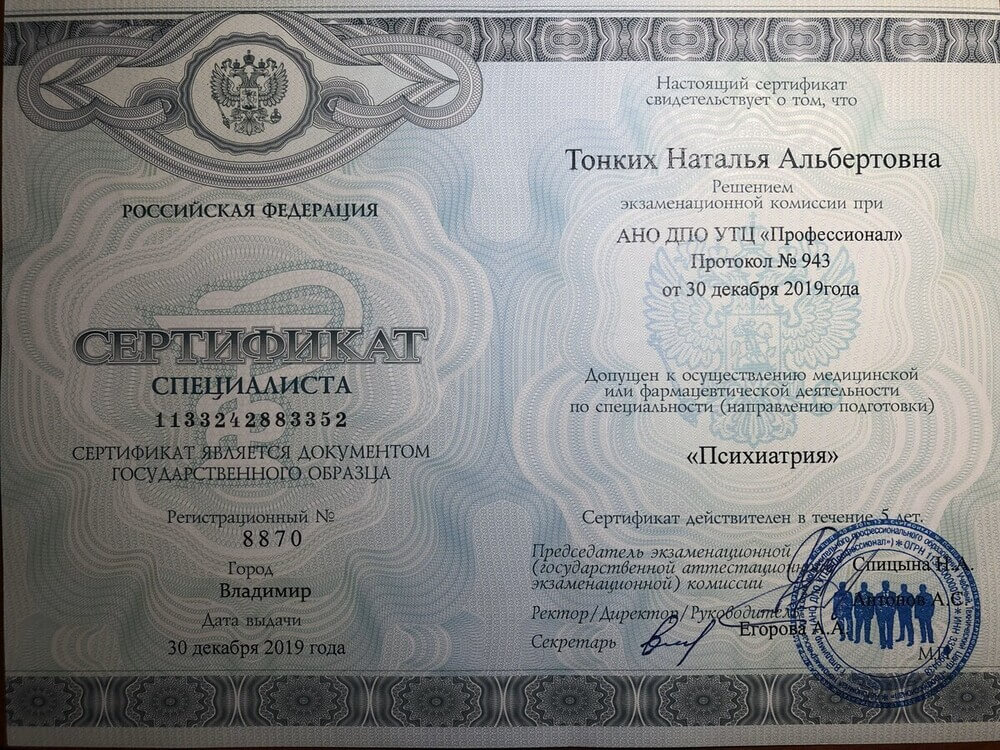 РОССИЙСКАЯ ФЕДЕРАЦИЯ
СЕРТИФИКАТ
СПЕЦИАЛИСТА
1133242883352
СЕРТИФИКАТ ЯВЛЯЕТСЯ ДОКУМЕНТОМ
ГОСУДАРСТВЕННОГО ОБРАЗЦА
Регистрационный №
8870
Город
Владимир
Дата выдачи
30 декабря 2019 года
Настоящий сертификат
свидетельствует о том, что
Тонких Наталья Альбертовна
Решением
экзаменационной комиссии при
АНО ДПО УТЦ «Профессионал»
Протокол № 943
от 30 декабря 2019года
Допущен к осуществлению медицинской
или фармацевтической деятельности
по специальности (направлению подготовки)
«Психиатрия»
Сертификат действителен в течение 5 лет.
Председатель экзаменационной
(государственной аттестационной,
экзаменационной) комиссии
Спицына Н.А.
Ректор/Директор/Руководитель
Антонов А.С.
Секретарь
Егорова А.А.